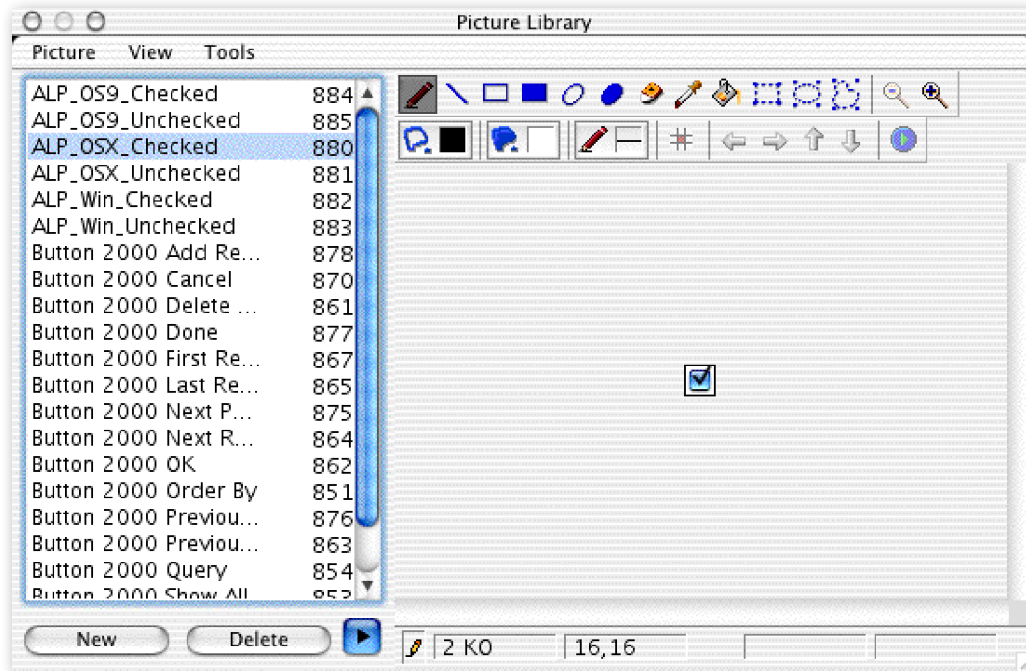 Picture Library
Picture View Tools
ALP_OS9_Checked 884
ALP_OS9_Unchecked 885
ALP_OSX_Checked 880
ALP_OSX_Unchecked 881
ALP_Win_Checked 882
ALP_Win_Unchecked 883
Button 2000 Add Re... 878
Button 2000 Cancel 870
Button 2000 Delete ... 861
Button 2000 Done 877
Button 2000 First Re... 867
Button 2000 Last Re... 865
Button 2000 Next P... 875
Button 2000 Next R... 864
Button 2000 OK 862
Button 2000 Order By 851
Button 2000 Previou... 876
Button 2000 Previou... 863
Button 2000 Query 854
Button 2000 Show All
New Delete 2 KO 16,16